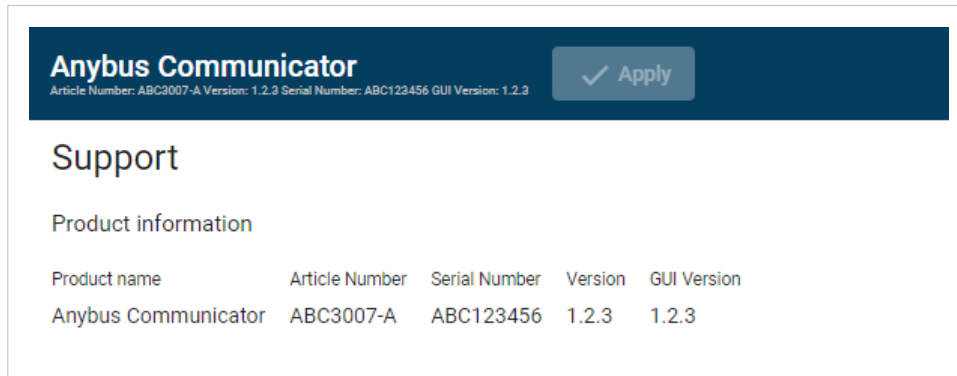 Anybus Communicator
Article Number: ABC3007-A Version: 1.2.3 Serial Number: ABC123456 GUI Version: 1.2.3
Apply
Support
Product information
Product name Article Number Serial Number Version GUI Version
Anybus Communicator ABC3007-A ABC123456 1.2.3 1.2.3